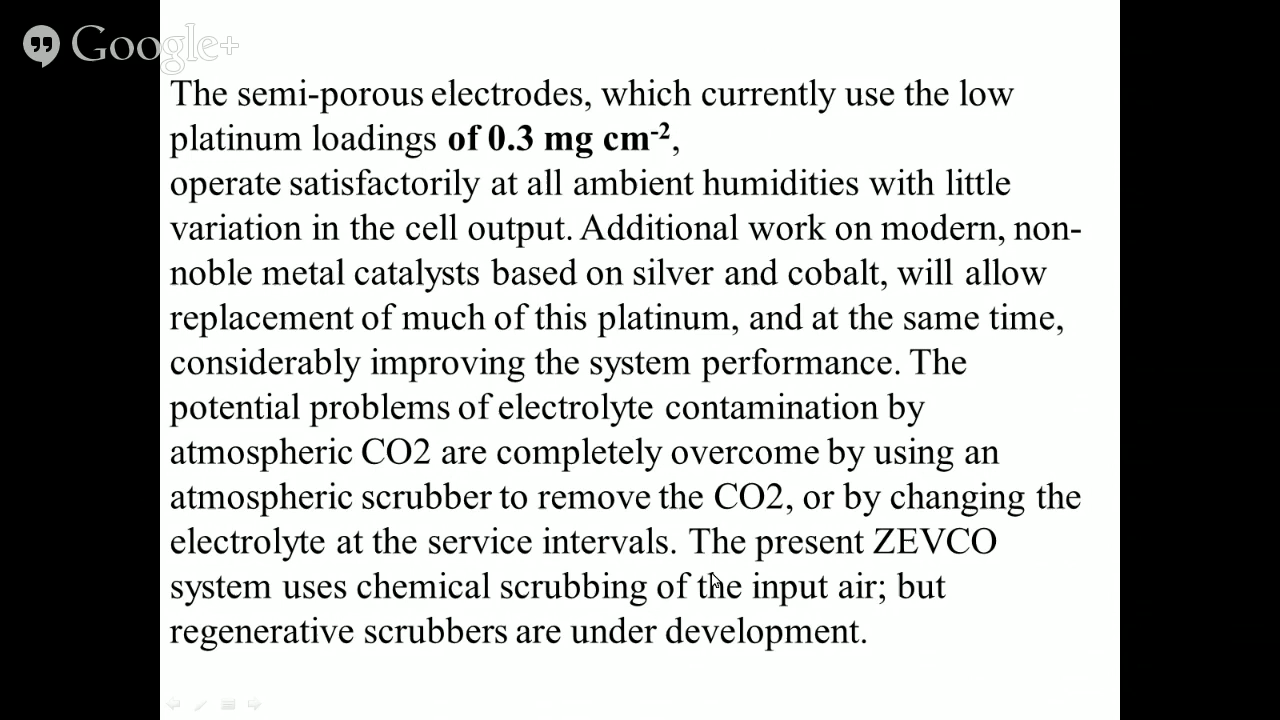 Google+
The semi-porous electrodes, which currently use the low
platinum loadings of 0.3 mg cm-2,
operate satisfactorily at all ambient humidities with little
variation in the cell output. Additional work on modern, non-
noble metal catalysts based on silver and cobalt, will allow
replacement of much of this platinum, and at the same time,
considerably improving the system performance. The
potential problems of electrolyte contamination by
atmospheric CO2 are completely overcome by using an
atmospheric scrubber to remove the CO2, or by changing the
electrolyte at the service intervals. The present ZEVCO
system uses chemical scrubbing of the input air; but
regenerative scrubbers are under development.